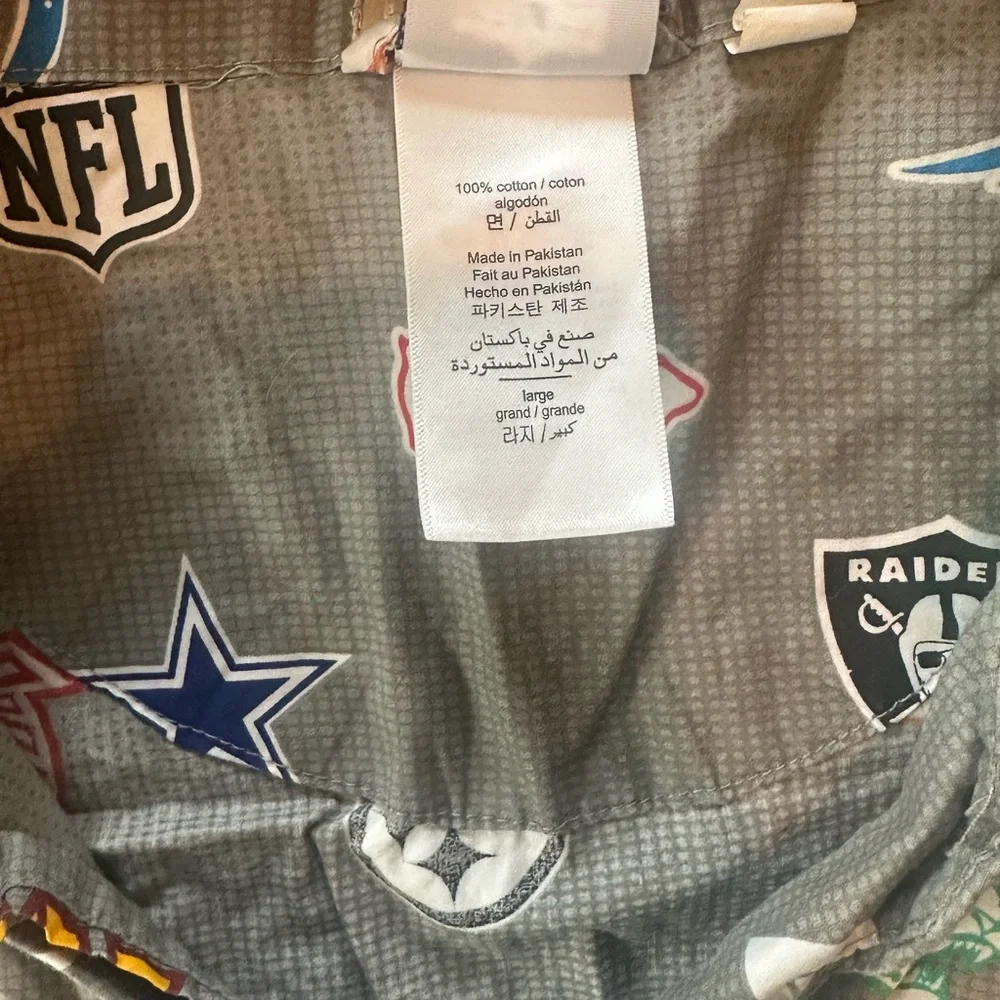 NFL
100% cotton / coton
algodón
면 / القطن
Made in Pakistan
Fait au Pakistan
Hecho en Pakistán
파키스탄 제조
صنع في باكستان
من المواد المستوردة
large
grand / grande
라지 / كبير
RAIDE